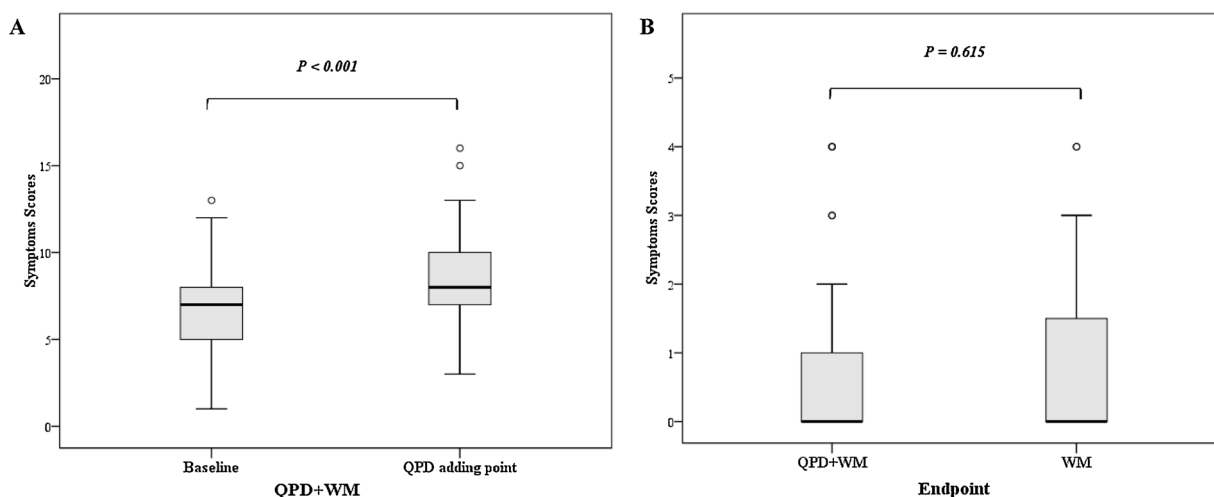 A
P < 0.001
Symptoms Scores
20
15
10
5
0
Baseline
QPD adding point
QPD+WM
B
P = 0.615
Symptoms Scores
5
4
3
2
1
0
QPD+WM
WM
Endpoint